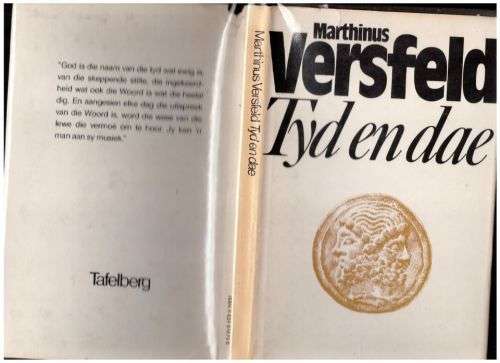 "God is die naam van die tyd wat ewig is
van die skeppende stilte, die ingekeerd-
heid wat ook die Woord is wat die heelal
dig. En aangesien elke dag die uitspraak
van die Woord is, word die wese van die
lewe die vermoë om te hoor. Jy kan 'n
man aan sy musiek."
Tafelberg
Marthinus Versfeld Tyd en dae
Marthinus
Versfeld
Tyd en dae